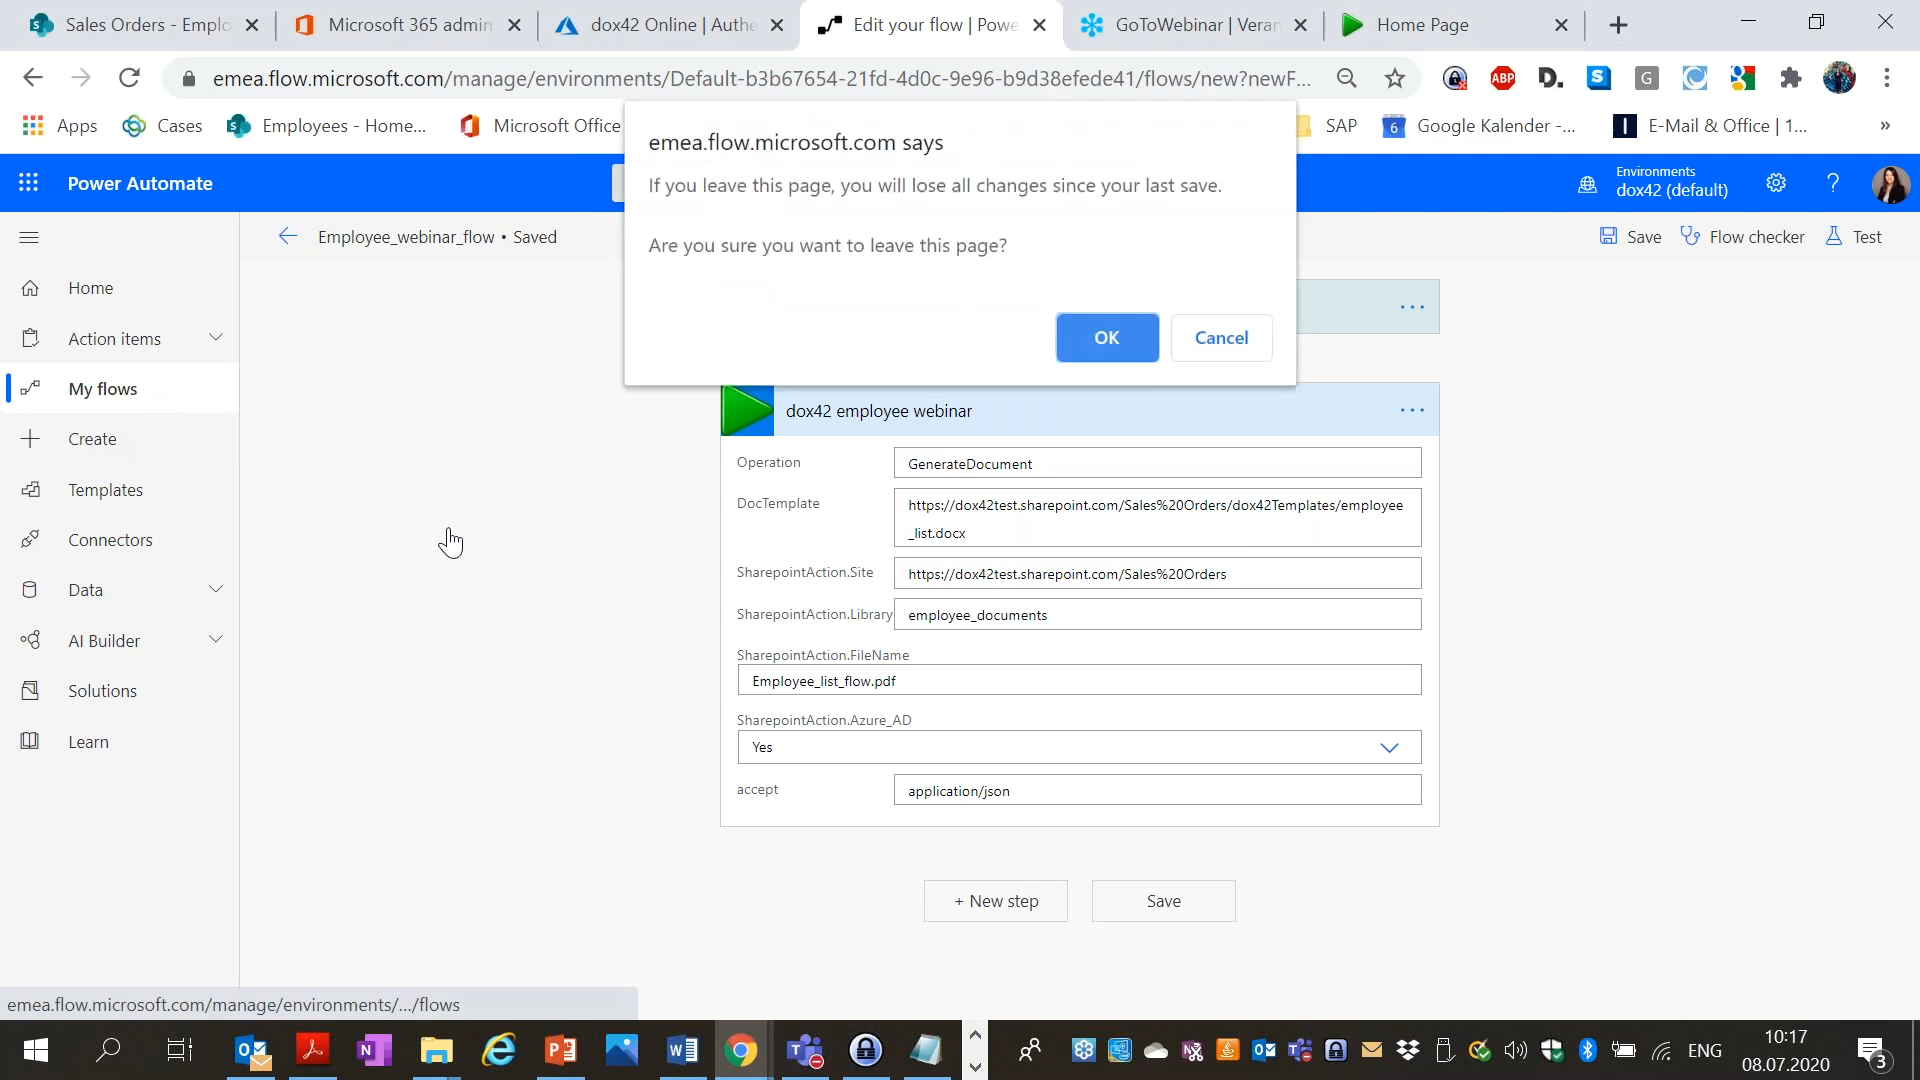 Sales Orders - Emplo
Microsoft 365 admin
dox42 Online | Authe
Edit your flow | Powe
GoToWebinar | Veran
Home Page
emea.flow.microsoft.com/manage/environments/Default-b3b67654-21fd-4d0c-9e96-b9d38efede41/flows/new?newF...
ABP
D.
S
G
Apps
Cases
Employees - Home...
Microsoft Office
SAP
6
Google Kalender -...
E-Mail & Office | 1...
»
emea.flow.microsoft.com says
If you leave this page, you will lose all changes since your last save.
Are you sure you want to leave this page?
OK
Cancel
Power Automate
Environments
dox42 (default)
?
Employee_webinar_flow • Saved
Save
Flow checker
Test
Home
Action items
My flows
Create
Templates
Connectors
Data
AI Builder
Solutions
Learn
dox42 employee webinar
Operation
GenerateDocument
DocTemplate
https://dox42test.sharepoint.com/Sales%20Orders/dox42Templates/employee
_list.docx
SharepointAction.Site
https://dox42test.sharepoint.com/Sales%20Orders
SharepointAction.Library
employee_documents
SharepointAction.FileName
Employee_list_flow.pdf
SharepointAction.Azure_AD
Yes
accept
application/json
+ New step
Save
emea.flow.microsoft.com/manage/environments/.../flows
ENG
10:17
08.07.2020
3